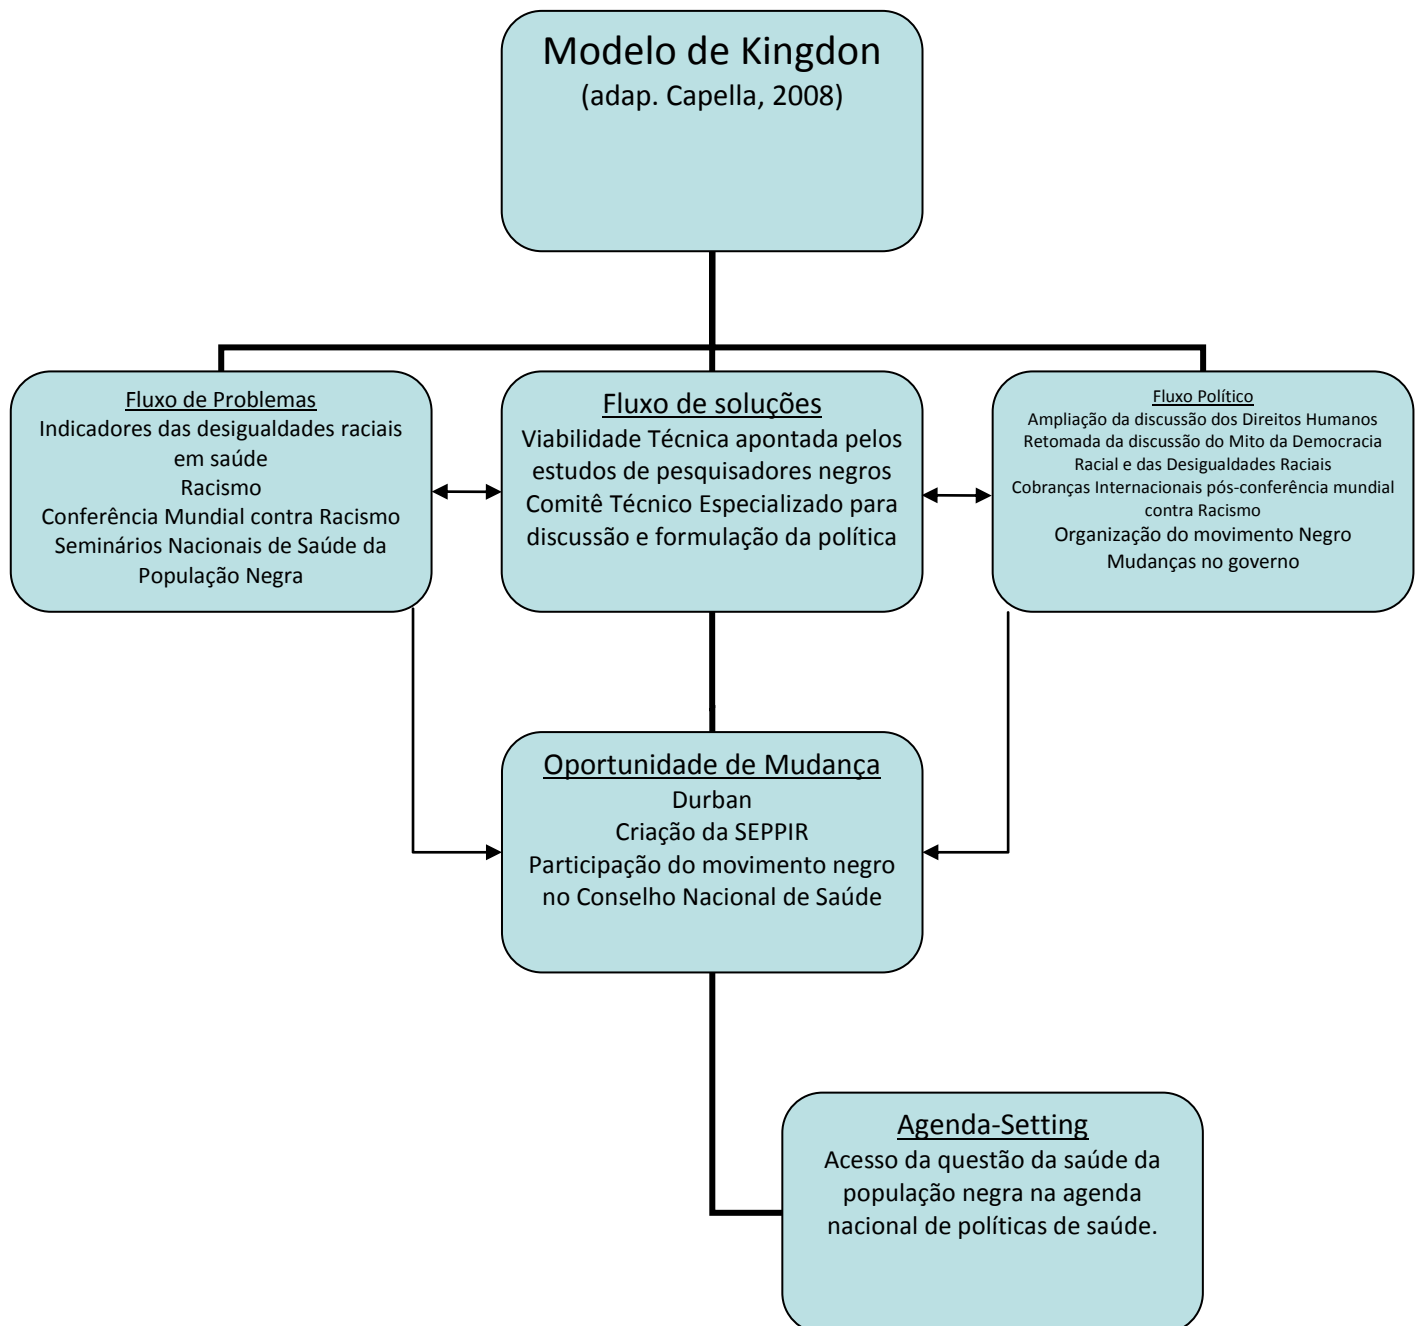 Modelo de Kingdon
(adap. Capella, 2008)
Fluxo de Problemas
Indicadores das desigualdades raciais
em saúde
Racismo
Conferência Mundial contra Racismo
Seminários Nacionais de Saúde da
População Negra
Fluxo de soluções
Viabilidade Técnica apontada pelos
estudos de pesquisadores negros
Comitê Técnico Especializado para
discussão e formulação da política
Fluxo Político
Ampliação da discussão dos Direitos Humanos
Retomada da discussão do Mito da Democracia
Racial e das Desigualdades Raciais
Cobranças Internacionais pós-conferência mundial
contra Racismo
Organização do movimento Negro
Mudanças no governo
Oportunidade de Mudança
Durban
Criação da SEPPIR
Participação do movimento negro
no Conselho Nacional de Saúde
Agenda-Setting
Acesso da questão da saúde da
população negra na agenda
nacional de políticas de saúde.